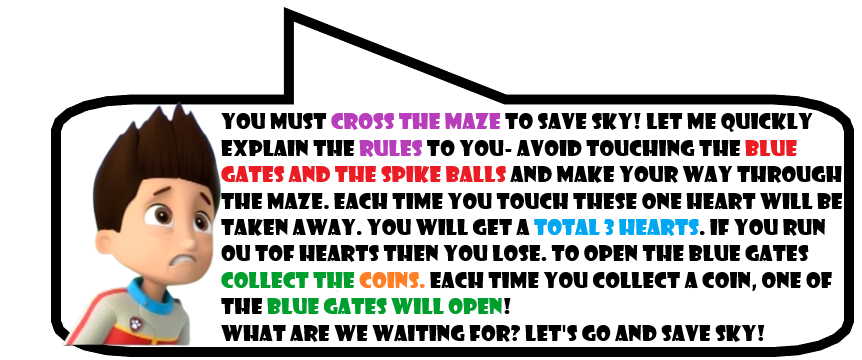 YOU MUST CROSS THE MAZE TO SAVE SKY! LET ME QUICKLY
EXPLAIN THE RULES TO YOU- AVOID TOUCHING THE BLUE
GATES AND THE SPIKE BALLS AND MAKE YOUR WAY THROUGH
THE MAZE. EACH TIME YOU TOUCH THESE ONE HEART WILL BE
TAKEN AWAY. YOU WILL GET A TOTAL 3 HEARTS. IF YOU RUN
OU TOF HEARTS THEN YOU LOSE. TO OPEN THE BLUE GATES
COLLECT THE COINS. EACH TIME YOU COLLECT A COIN, ONE OF
THE BLUE GATES WILL OPEN!
WHAT ARE WE WAITING FOR? LET'S GO AND SAVE SKY!